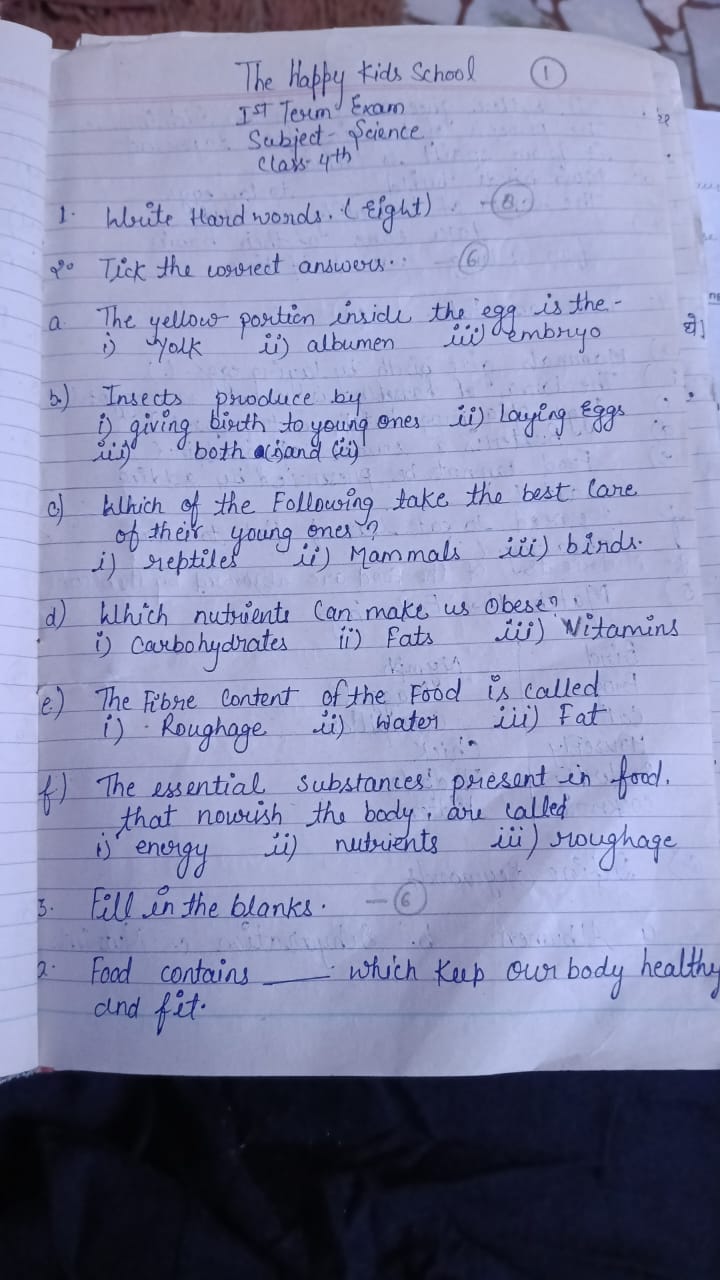 The Happy Kids School ①
Ist Term Exam
Subject - Science
Class- 4th
1. Write Hard words. (Eight) - ⑧
2. Tick the correct answers. - ⑥
a The yellow portion inside the egg is the -
i) Yolk ii) albumen iii) embryo
b.) Insects produce by
i) giving birth to young ones ii) Laying Eggs
iii) both (i) and (ii)
c) Which of the Following take the best Care
of their young ones?
i) reptiles ii) Mammals iii) birds.
d) Which nutrients Can make us Obese?
i) Carbohydrates ii) Fats iii) Vitamins
e) The Fibre Content of the Food is called
i) Roughage ii) Water iii) Fat
f) The essential substances present in food.
that nourish the body, are called
i) energy ii) nutrients iii) roughage
3. Fill in the blanks. - ⑥
a. Food contains ____ which Keep our body healthy
and fit.